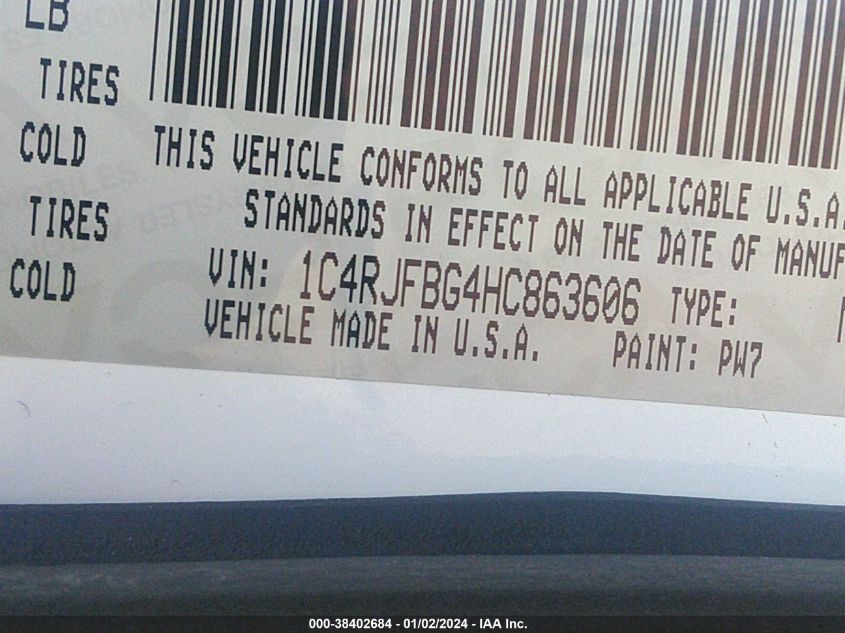 LB
TIRES
COLD THIS VEHICLE CONFORMS TO ALL APPLICABLE U.S.A.
TIRES STANDARDS IN EFFECT ON THE DATE OF MANUF
COLD VIN: 1C4RJFBG4HC863606 TYPE:
VEHICLE MADE IN U.S.A. PAINT: PW7
000-38402684 - 01/02/2024 - IAA Inc.